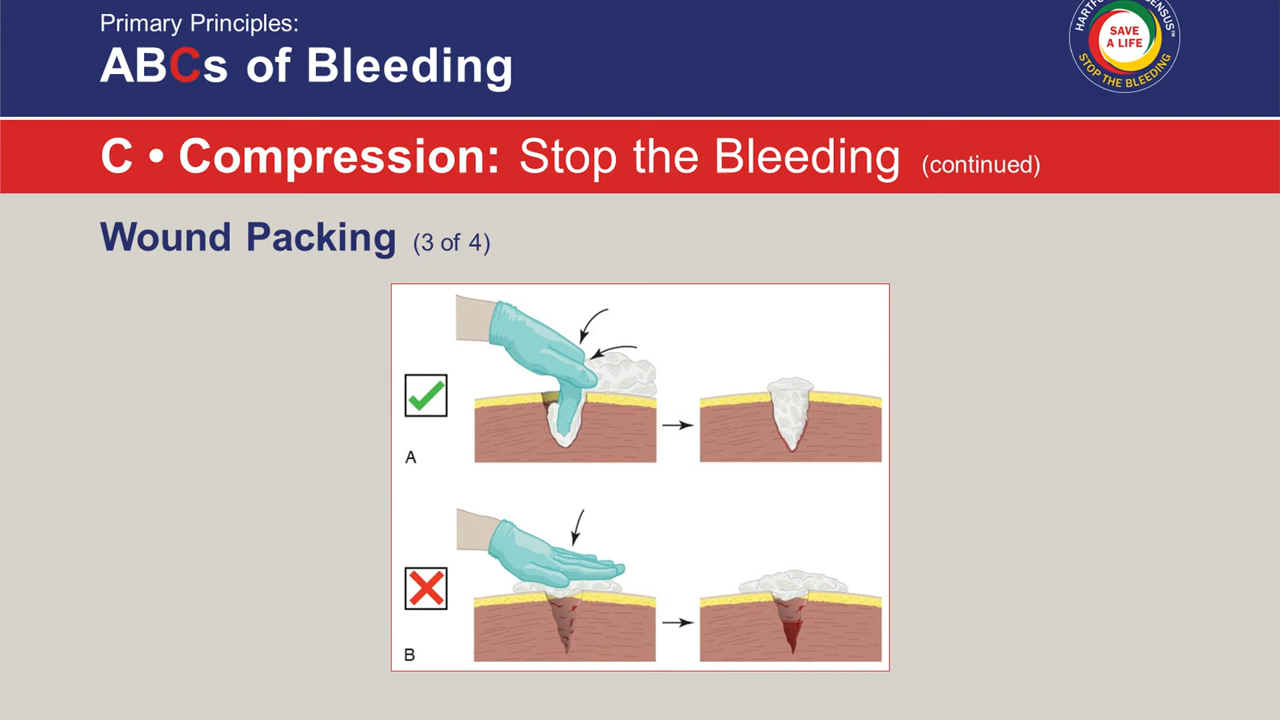 Primary Principles:
ABCs of Bleeding
SAVE
A LIFE
STOP THE BLEEDING
C • Compression: Stop the Bleeding (continued)
Wound Packing (3 of 4)
A
B